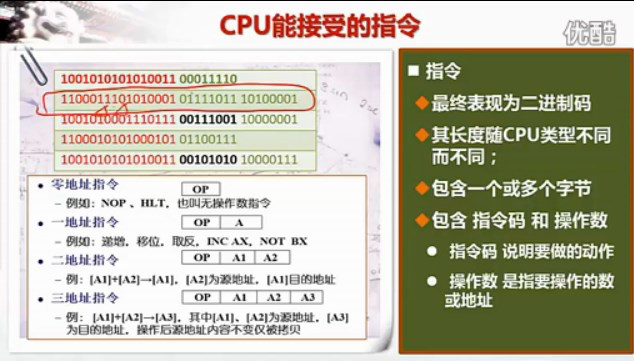 CPU能接受的指令
优酷
1001010101010011 00011110
1100011101010001 01111011 10100001
1001010001110111 00111001 10000001
1100010101000101 01100111
1001010101010011 00101010 10000111
• 零地址指令 OP
– 例如：NOP 、HLT，也叫无操作数指令
• 一地址指令 OP A
– 例如：递增，移位，取反，INC AX，NOT BX
• 二地址指令 OP A1 A2
– 例：[A1]+[A2]→[A1]，[A2]为源地址，[A1]目的地址
• 三地址指令 OP A1 A2 A3
– 例： [A1]+[A2]→[A3]，其中[A1]、[A2]为源地址，[A3]
为目的地址，操作后源地址内容不变仅被拷贝
■ 指令
◆最终表现为二进制码
◆其长度随CPU类型不同
而不同；
◆包含一个或多个字节
◆包含 指令码 和 操作数
● 指令码 说明要做的动作
● 操作数 是指要操作的数
或地址